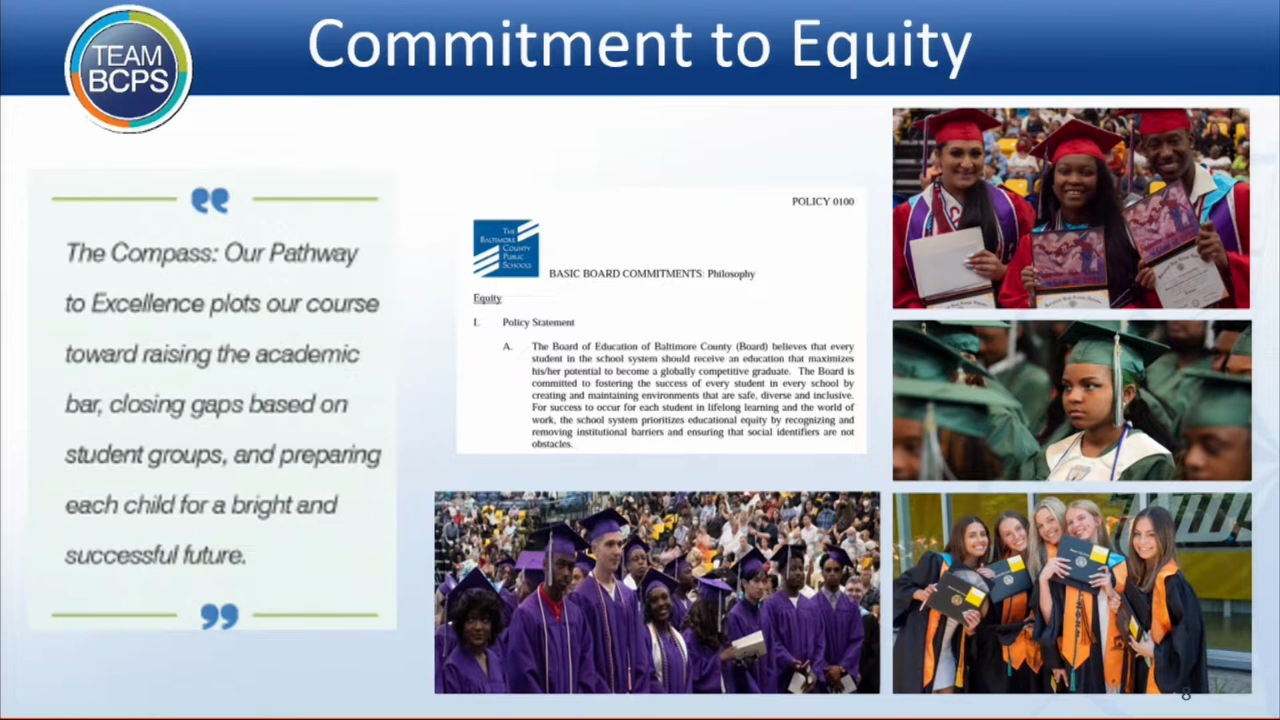 Commitment to Equity
TEAM
BCPS
The Compass: Our Pathway
to Excellence plots our course
toward raising the academic
bar, closing gaps based on
student groups, and preparing
each child for a bright and
successful future.
POLICY 0100
THE
BALTIMORE
COUNTY
PUBLIC
SCHOOLS
BASIC BOARD COMMITMENTS: Philosophy
Equity
I. Policy Statement
A. The Board of Education of Baltimore County (Board) believes that every
student in the school system should receive an education that maximizes
his/her potential to become a globally competitive graduate. The Board is
committed to fostering the success of every student in every school by
creating and maintaining environments that are safe, diverse and inclusive.
For success to occur for each student in lifelong learning and the world of
work, the school system prioritizes educational equity by recognizing and
removing institutional barriers and ensuring that social identifiers are not
obstacles.
8